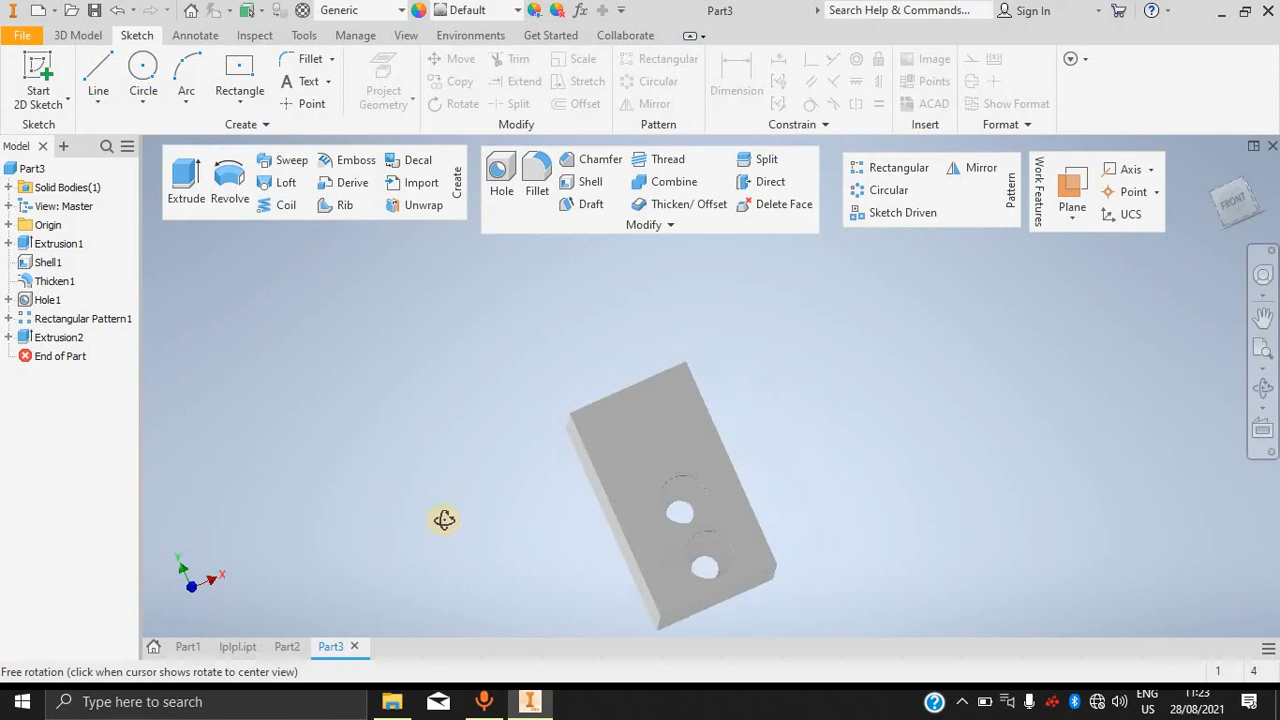 Generic
Default
Part3
Search Help & Commands...
Sign In
File
3D Model
Sketch
Annotate
Inspect
Tools
Manage
View
Environments
Get Started
Collaborate
Start
2D Sketch
Line
Circle
Arc
Rectangle
Fillet
Text
Point
Project
Geometry
Move
Copy
Rotate
Trim
Extend
Split
Scale
Stretch
Offset
Rectangular
Circular
Mirror
Dimension
Image
Points
ACAD
Show Format
Sketch
Create
Modify
Pattern
Constrain
Insert
Format
Model
Extrude
Revolve
Sweep
Loft
Coil
Emboss
Derive
Rib
Decal
Import
Unwrap
Create
Hole
Fillet
Chamfer
Shell
Draft
Thread
Combine
Thicken/ Offset
Split
Direct
Delete Face
Modify
Rectangular
Mirror
Circular
Sketch Driven
Pattern
Work Features
Plane
Axis
Point
UCS
Part3
Solid Bodies(1)
View: Master
Origin
Extrusion1
Shell1
Thicken1
Hole1
Rectangular Pattern1
Extrusion2
End of Part
FRONT
Y
X
Part1
lplpl.ipt
Part2
Part3
Free rotation (click when cursor shows rotate to center view)
1
4
Type here to search
ENG
US
11:23
28/08/2021